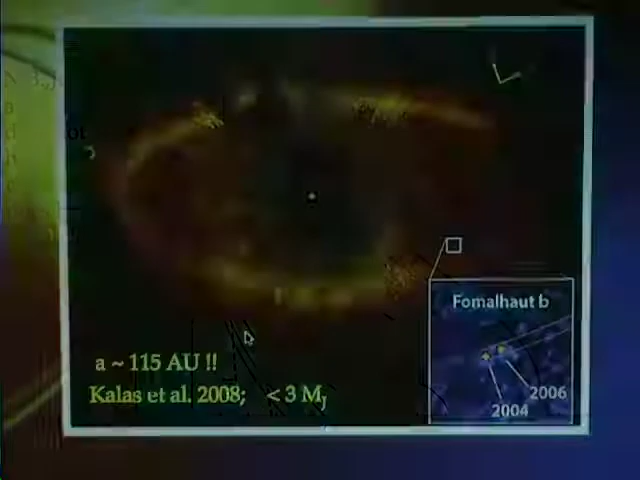 Fomalhaut b
a ~ 115 AU !!
Kalas et al. 2008; < 3 MJ
2006
2004